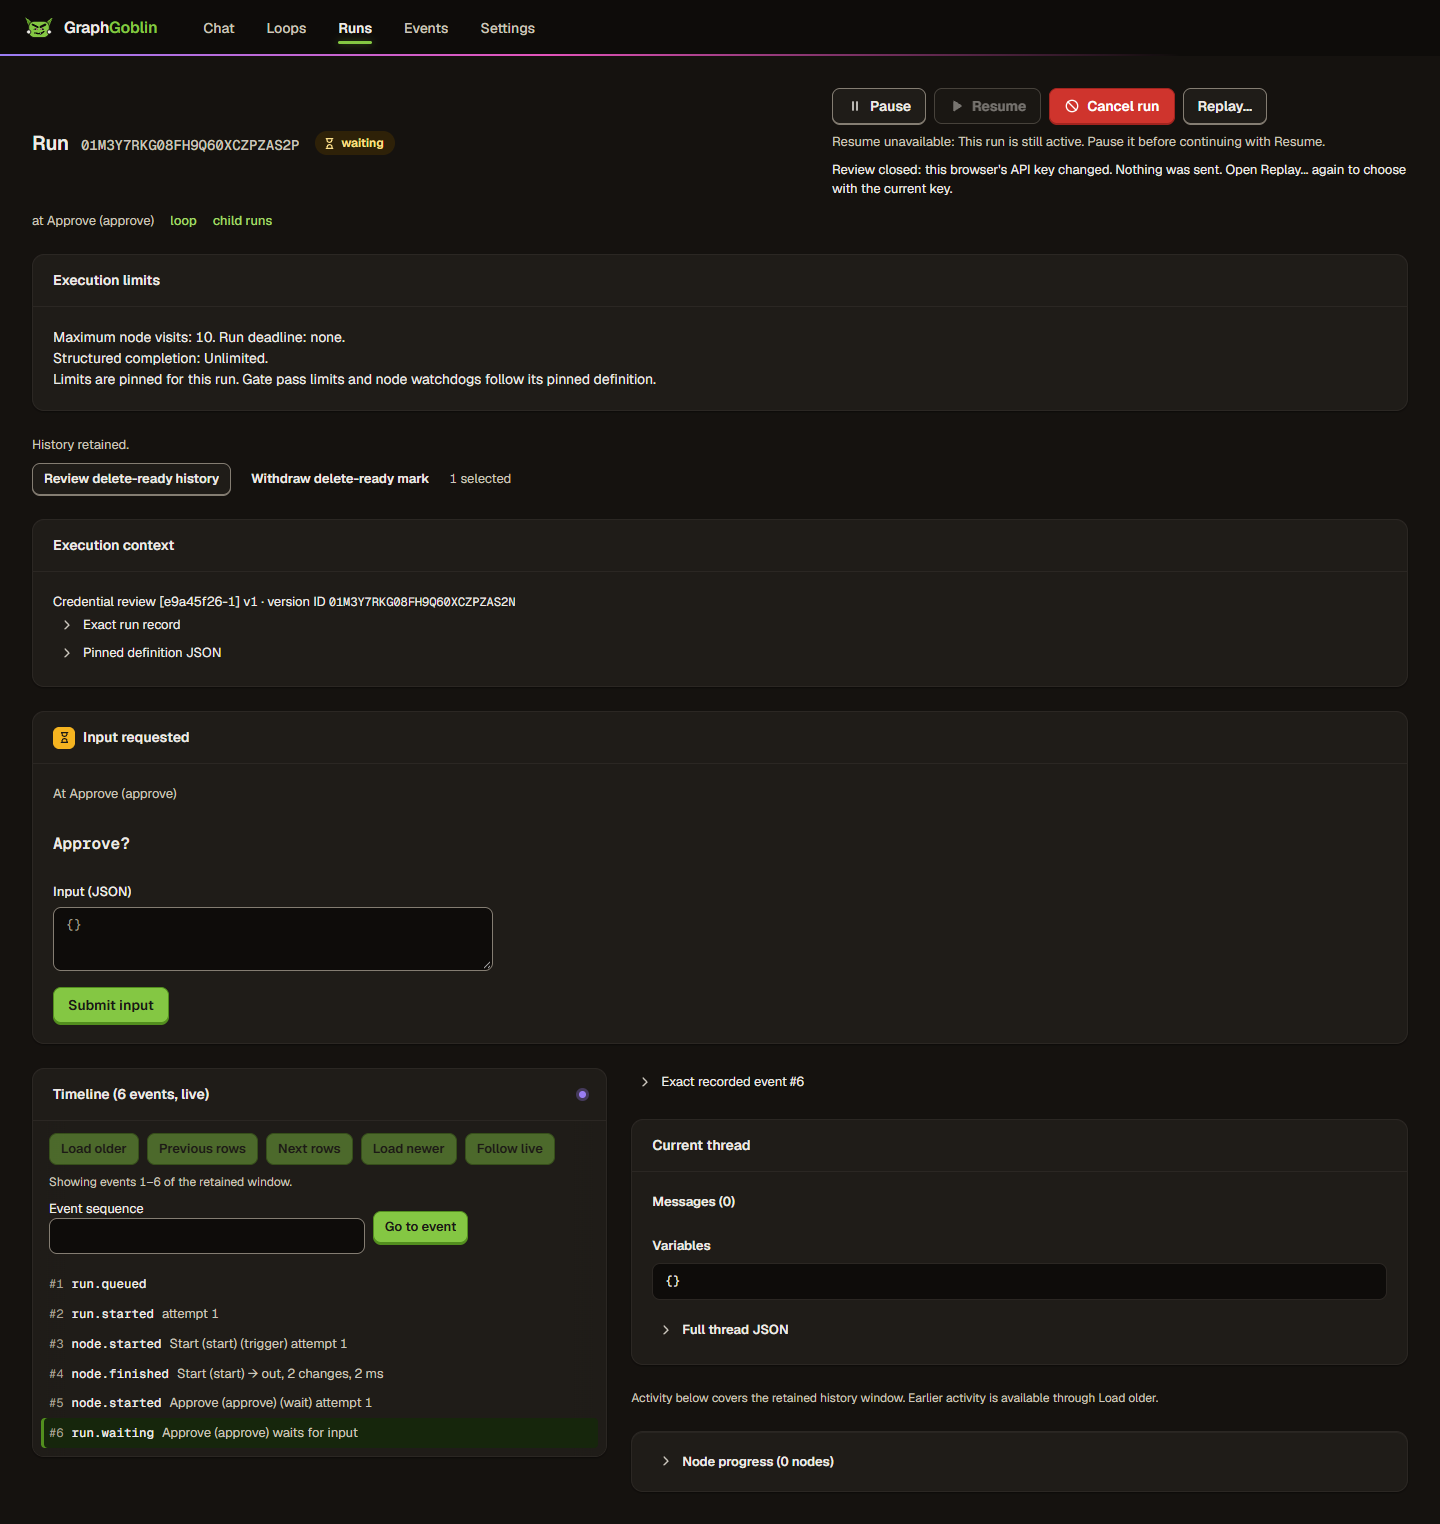 GraphGoblin
Chat
Loops
Runs
Events
Settings
Run 01M3Y7RKG08FH9Q60XCZPZAS2P
waiting
Pause
Resume
Cancel run
Replay...
Resume unavailable: This run is still active. Pause it before continuing with Resume.
Review closed: this browser's API key changed. Nothing was sent. Open Replay... again to choose
with the current key.
at Approve (approve)
loop
child runs
Execution limits
Maximum node visits: 10. Run deadline: none.
Structured completion: Unlimited.
Limits are pinned for this run. Gate pass limits and node watchdogs follow its pinned definition.
History retained.
Review delete-ready history
Withdraw delete-ready mark
1 selected
Execution context
Credential review [e9a45f26-1] v1 · version ID 01M3Y7RKG08FH9Q60XCZPZAS2N
Exact run record
Pinned definition JSON
Input requested
At Approve (approve)
Approve?
Input (JSON)
{}
Submit input
Timeline (6 events, live)
Load older
Previous rows
Next rows
Load newer
Follow live
Showing events 1–6 of the retained window.
Event sequence
Go to event
#1 run.queued
#2 run.started attempt 1
#3 node.started Start (start) (trigger) attempt 1
#4 node.finished Start (start) → out, 2 changes, 2 ms
#5 node.started Approve (approve) (wait) attempt 1
#6 run.waiting Approve (approve) waits for input
Exact recorded event #6
Current thread
Messages (0)
Variables
{}
Full thread JSON
Activity below covers the retained history window. Earlier activity is available through Load older.
Node progress (0 nodes)